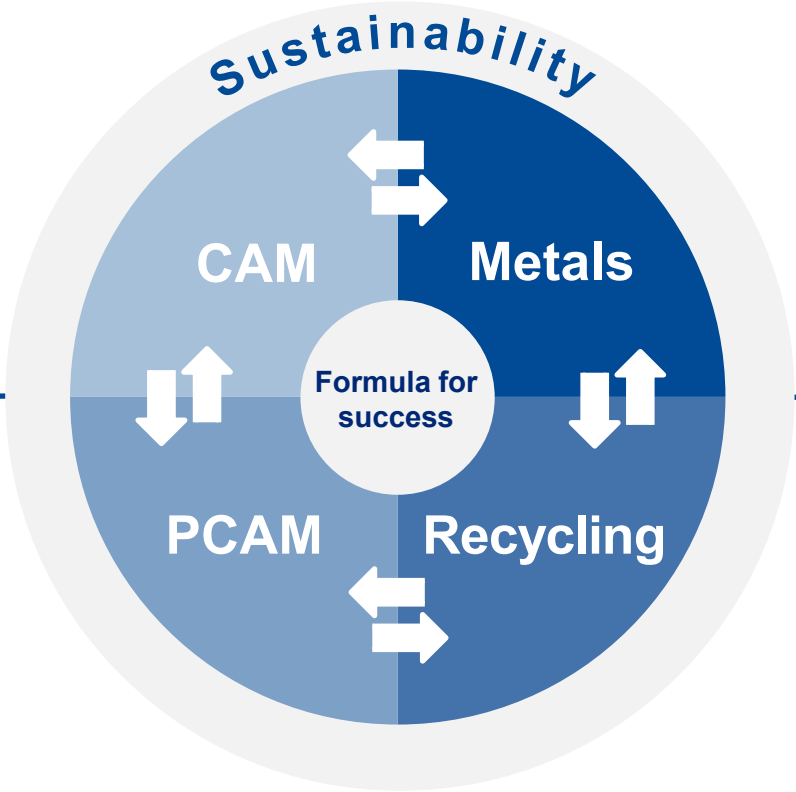 Sustainability
CAM
Metals
Formula for
success
PCAM
Recycling